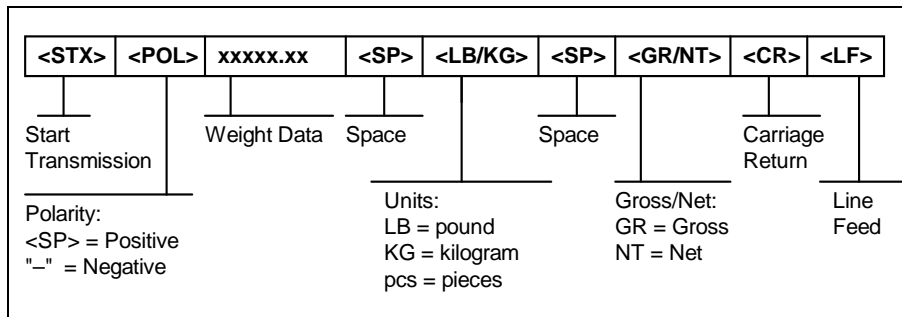 <STX> <POL> xxxxx.xx <SP> <LB/KG> <SP> <GR/NT> <CR> <LF>
Start
Transmission
Weight Data
Space
Space
Carriage
Return
Polarity:
<SP> = Positive
"–" = Negative
Units:
LB = pound
KG = kilogram
pcs = pieces
Gross/Net:
GR = Gross
NT = Net
Line
Feed